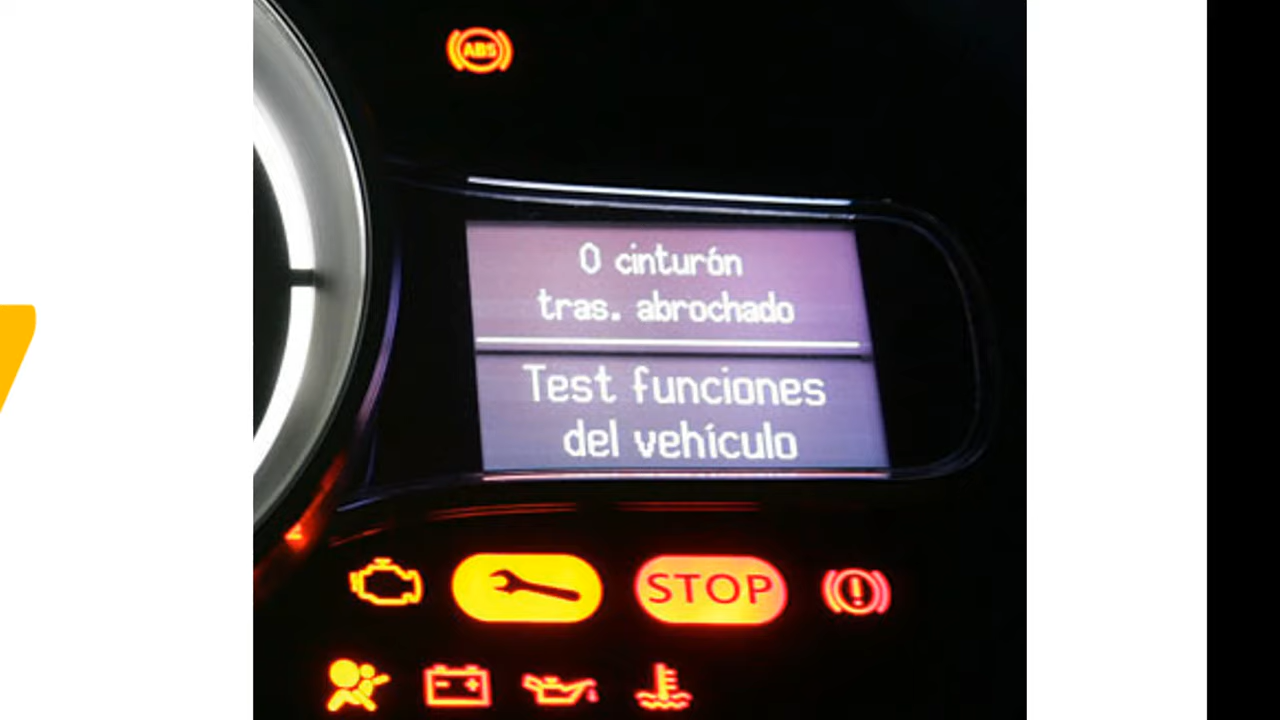 ABS
0 cinturón
tras. abrochado
Test funciones
del vehículo
STOP